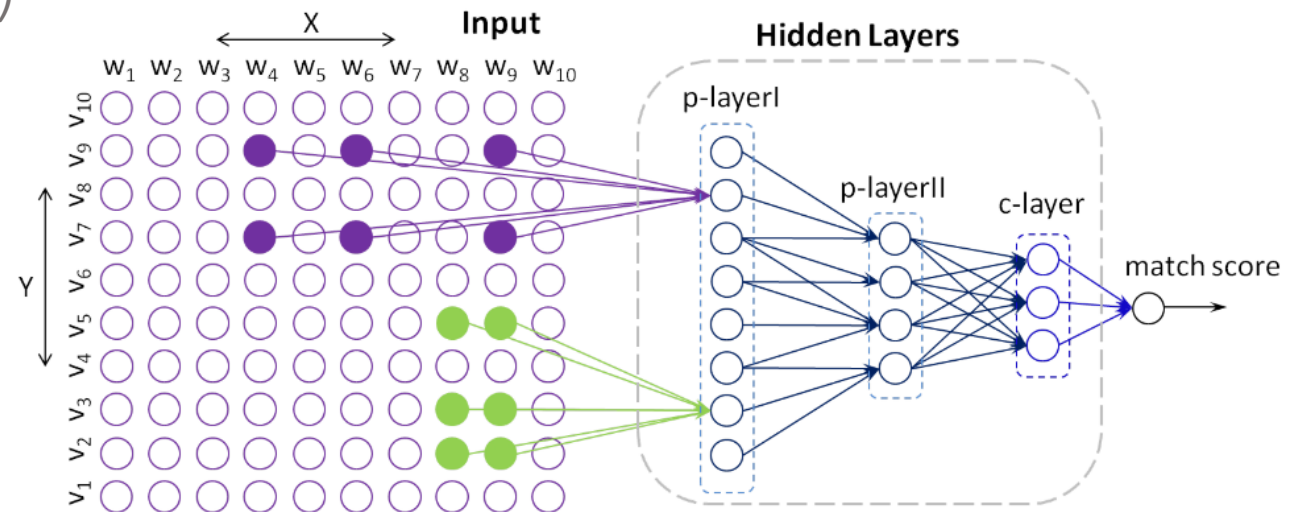 )
X
Input
Hidden Layers
w1 w2 w3 w4 w5 w6 w7 w8 w9 w10
p-layerI
p-layerII
c-layer
match score
Y
v10
v9
v8
v7
v6
v5
v4
v3
v2
v1